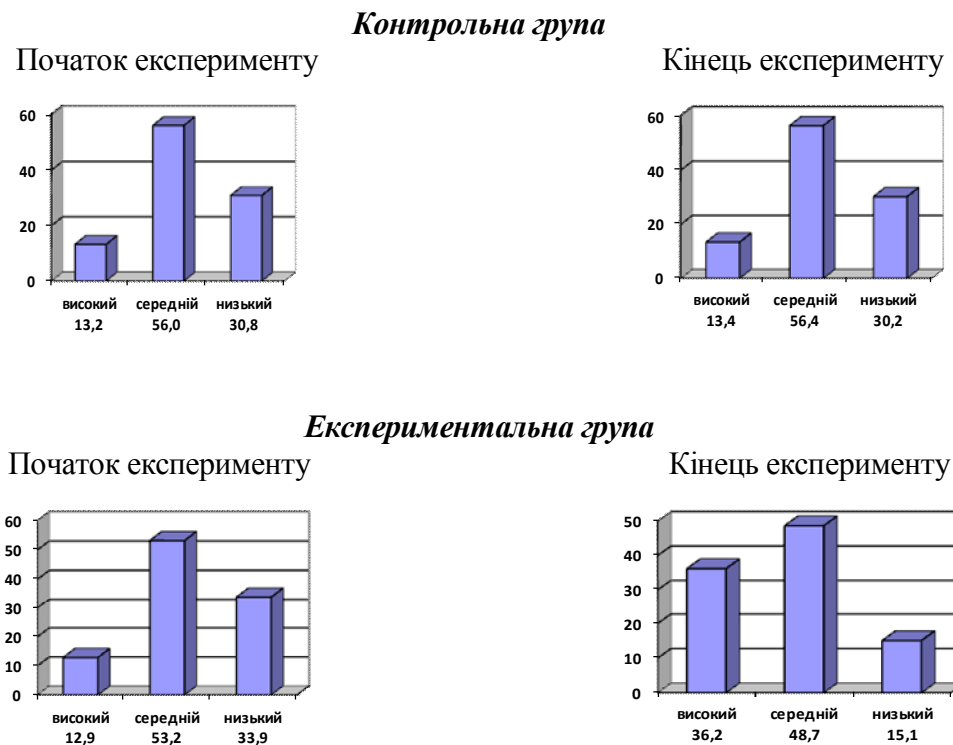 Контрольна група
Початок експерименту
Кінець експерименту
60
40
20
0
високий середній низький
13,2 56,0 30,8
60
40
20
0
високий середній низький
13,4 56,4 30,2
Експериментальна група
Початок експерименту
Кінець експерименту
60
50
40
30
20
10
0
високий середній низький
12,9 53,2 33,9
50
40
30
20
10
0
високий середній низький
36,2 48,7 15,1